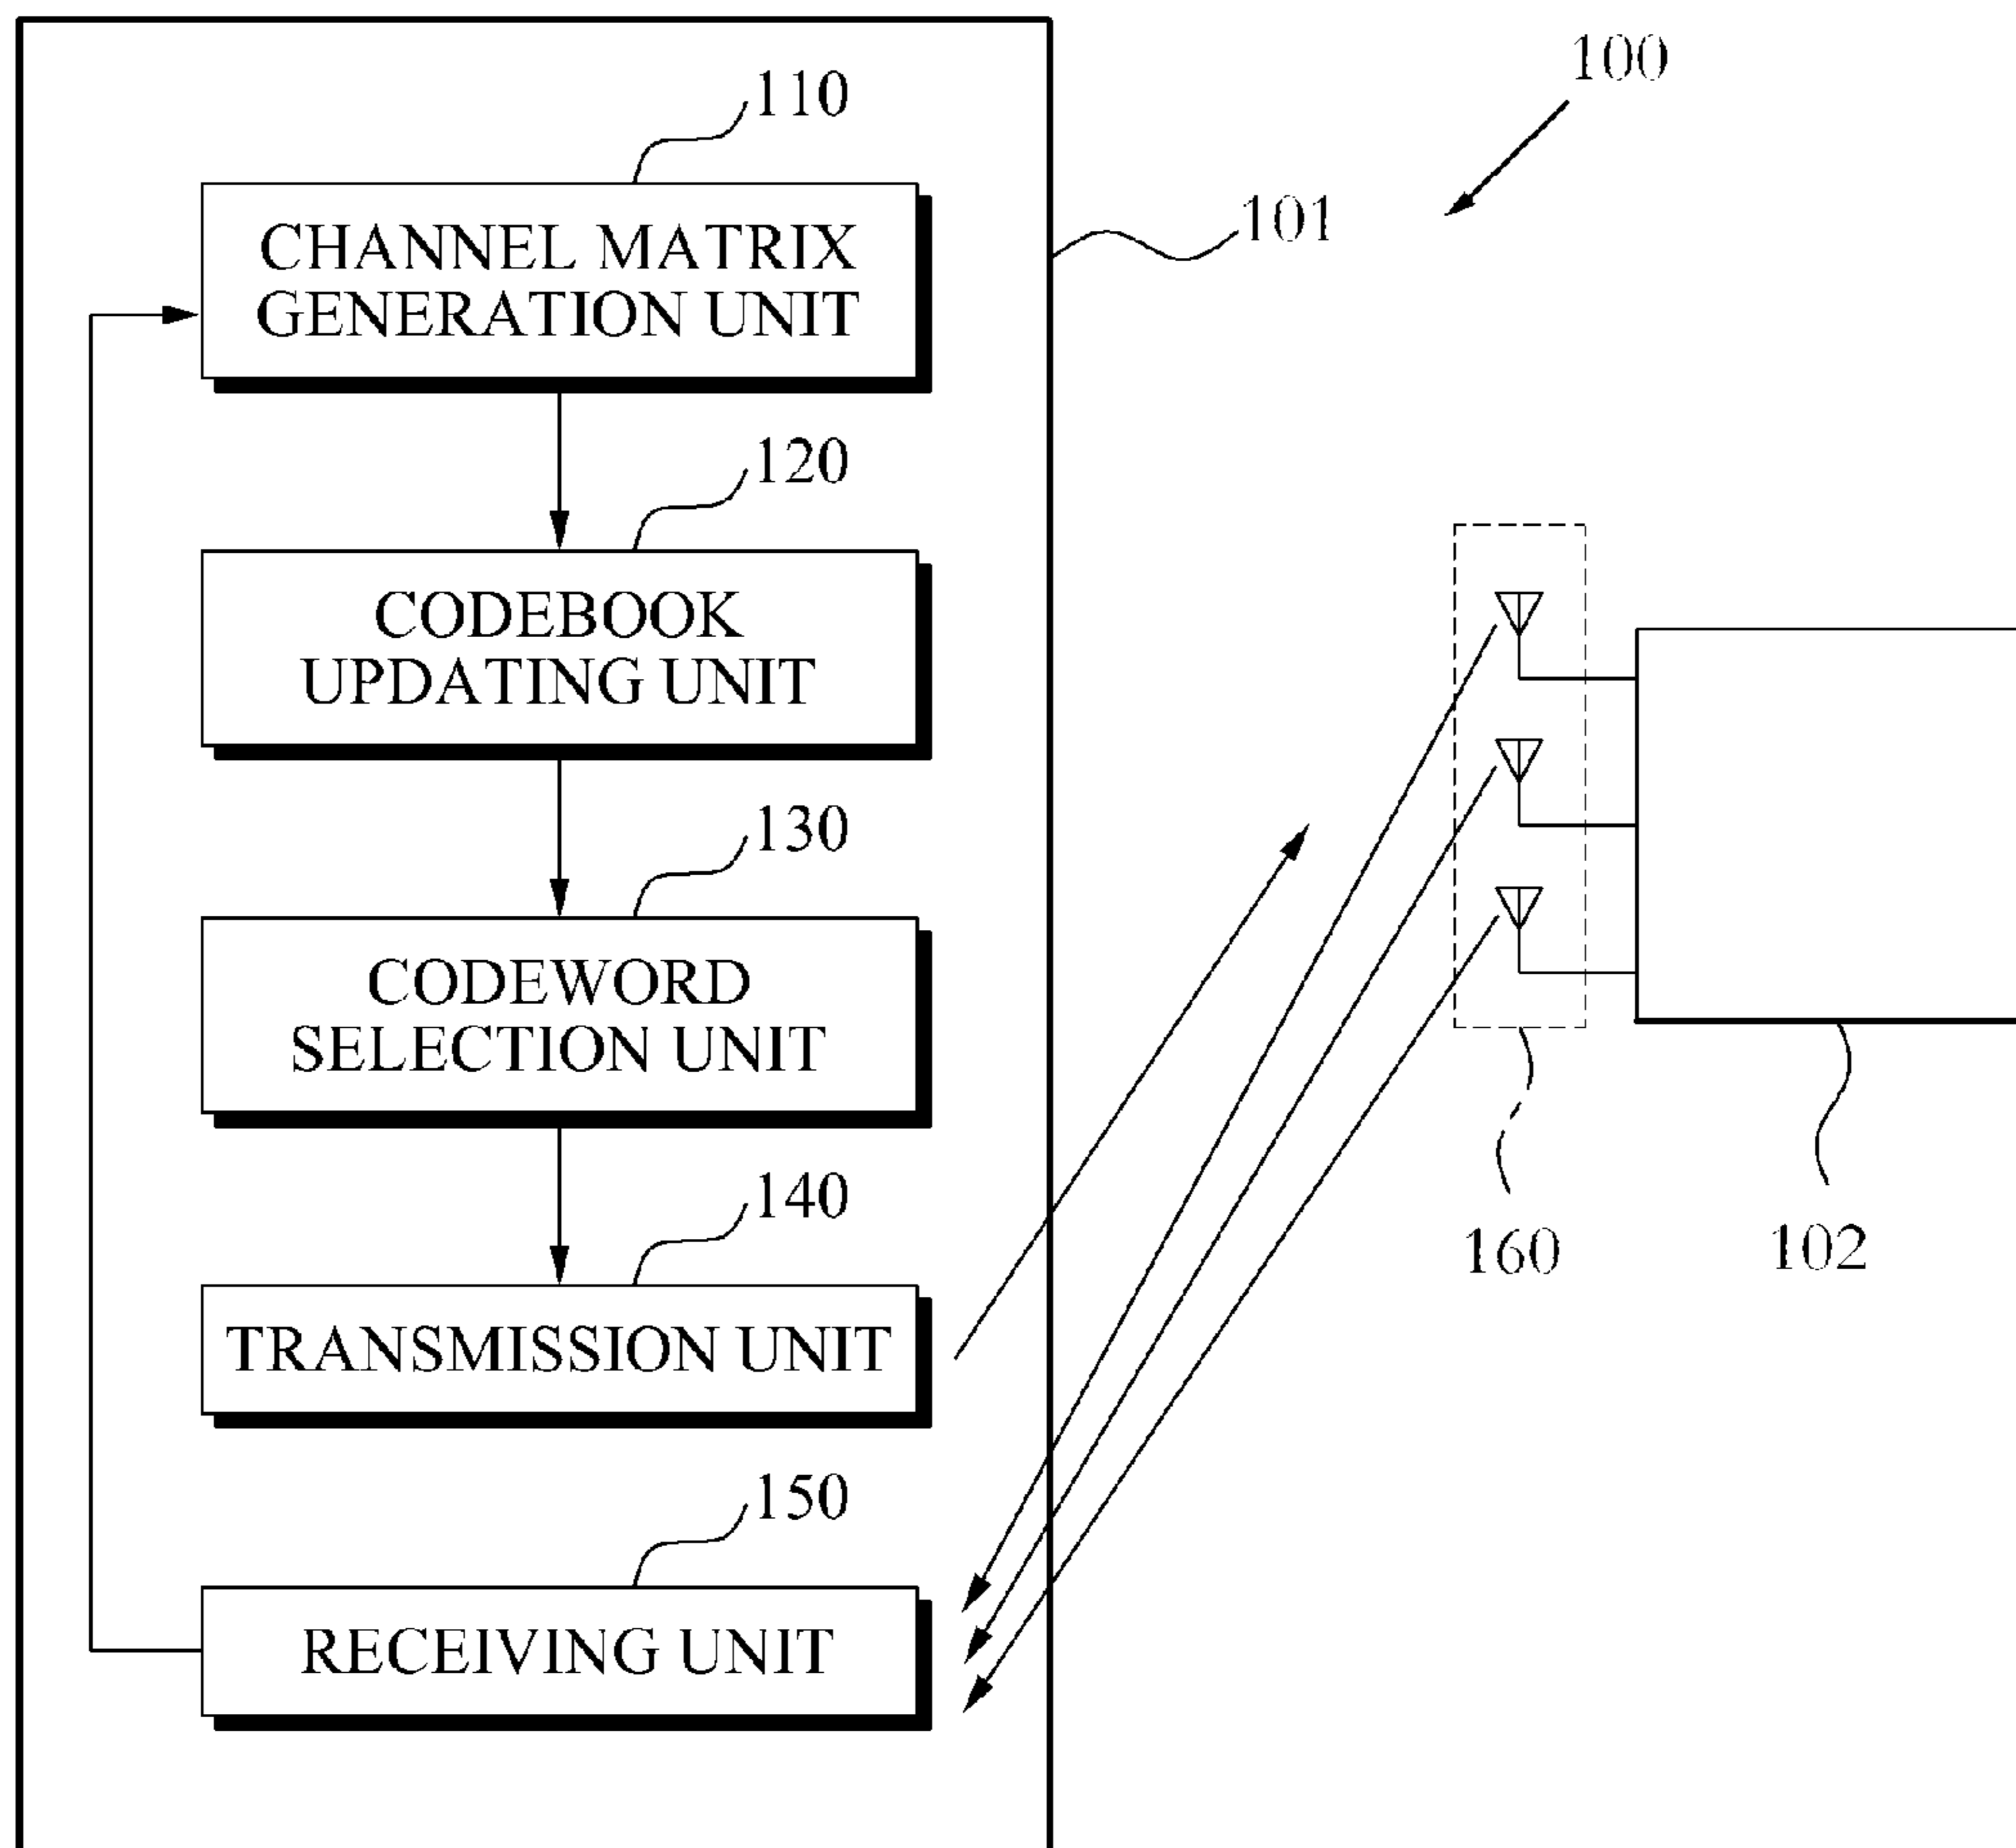 100
110
101
CHANNEL MATRIX
GENERATION UNIT
120
CODEBOOK
UPDATING UNIT
130
CODEWORD
SELECTION UNIT
140
TRANSMISSION UNIT
160
102
150
RECEIVING UNIT